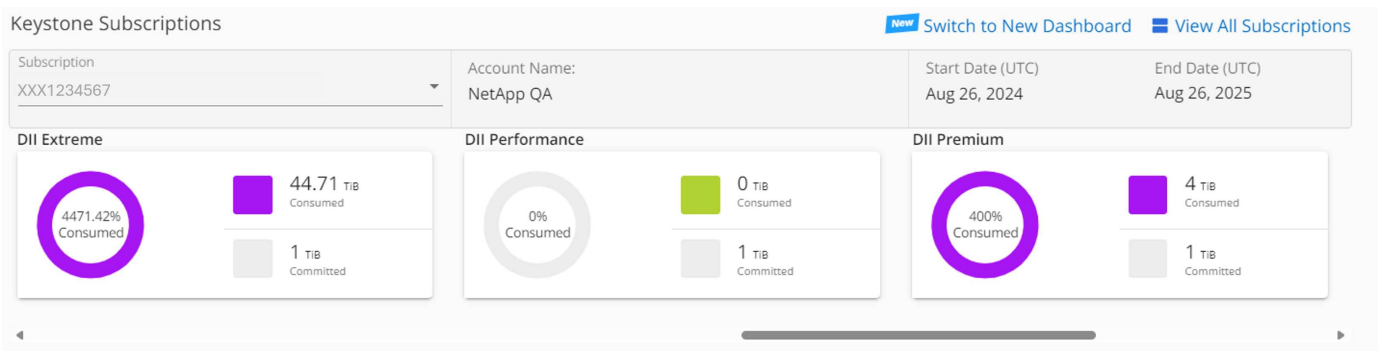 Keystone Subscriptions
New Switch to New Dashboard
View All Subscriptions
Subscription
XXX1234567
Account Name:
NetApp QA
Start Date (UTC)
Aug 26, 2024
End Date (UTC)
Aug 26, 2025
DII Extreme
4471.42%
Consumed
44.71 TiB
Consumed
1 TiB
Committed
DII Performance
0%
Consumed
0 TiB
Consumed
1 TiB
Committed
DII Premium
400%
Consumed
4 TiB
Consumed
1 TiB
Committed